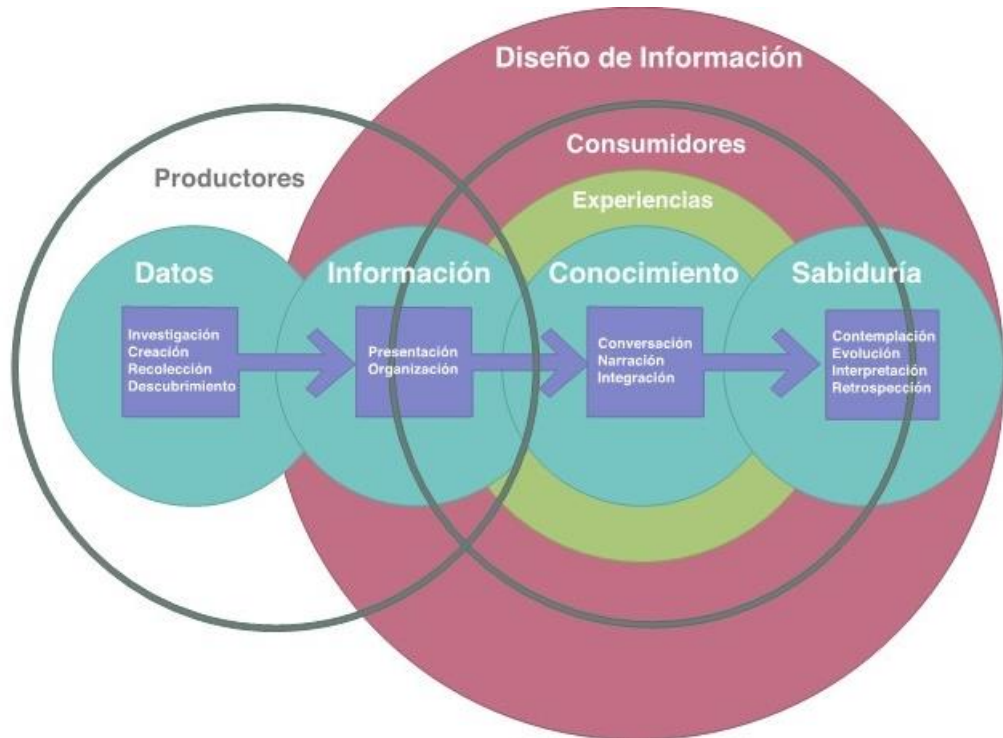 Diseño de Información
Consumidores
Productores
Experiencias
Datos
Información
Conocimiento
Sabiduría
Investigación
Creación
Recolección
Descubrimiento
Presentación
Organización
Conversación
Narración
Integración
Contemplación
Evolución
Interpretación
Retrospección